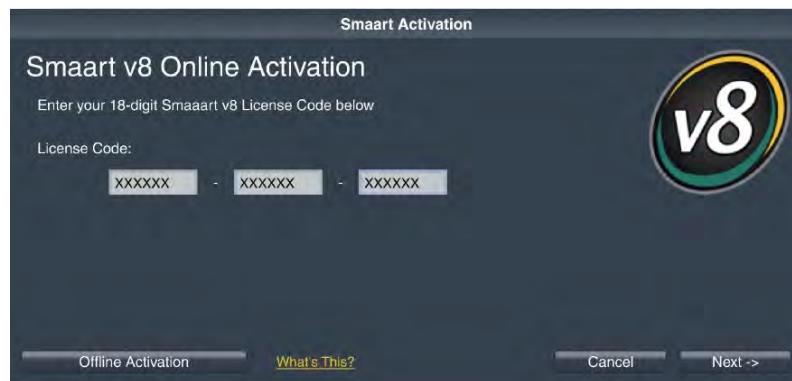 Smaart Activation
Smaart v8 Online Activation
Enter your 18-digit Smaaart v8 License Code below
v8
License Code:
XXXXXX - XXXXXX - XXXXXX
Offline Activation What's This? Cancel Next ->